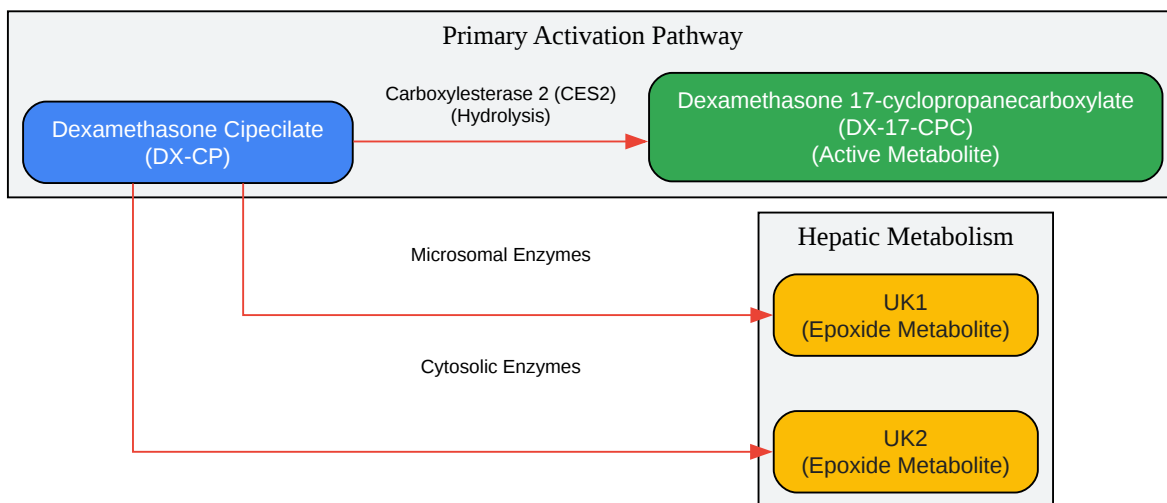 Primary Activation Pathway
Carboxylesterase 2 (CES2)
(Hydrolysis)
Dexamethasone Cipecilate
(DX-CP)
Dexamethasone 17-cyclopropanecarboxylate
(DX-17-CPC)
(Active Metabolite)
Hepatic Metabolism
Microsomal Enzymes
UK1
(Epoxide Metabolite)
Cytosolic Enzymes
UK2
(Epoxide Metabolite)